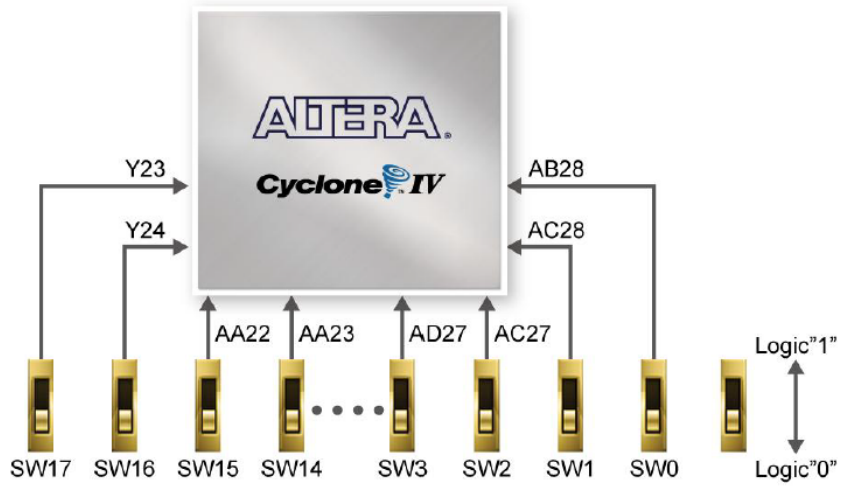 ALTERA®
Cyclone™ IV
Y23
AB28
Y24
AC28
AA22
AA23
AD27
AC27
Logic"1"
SW17
SW16
SW15
SW14
SW3
SW2
SW1
SW0
Logic"0"